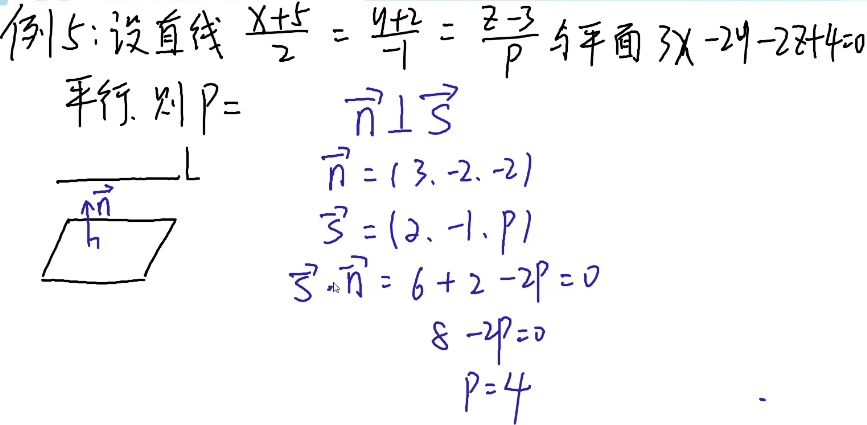 例5:设直线 \frac{x+5}{2} = \frac{y+2}{-1} = \frac{z-3}{p} 与平面 3x-2y-2z+4=0
平行.则P=
\vec{n}⊥\vec{s}
\vec{n}=(3.-2.-2)
L
\vec{n}
\vec{s}=(2.-1.P)
\vec{s}·\vec{n}=6+2-2P=0
8-2P=0
P=4